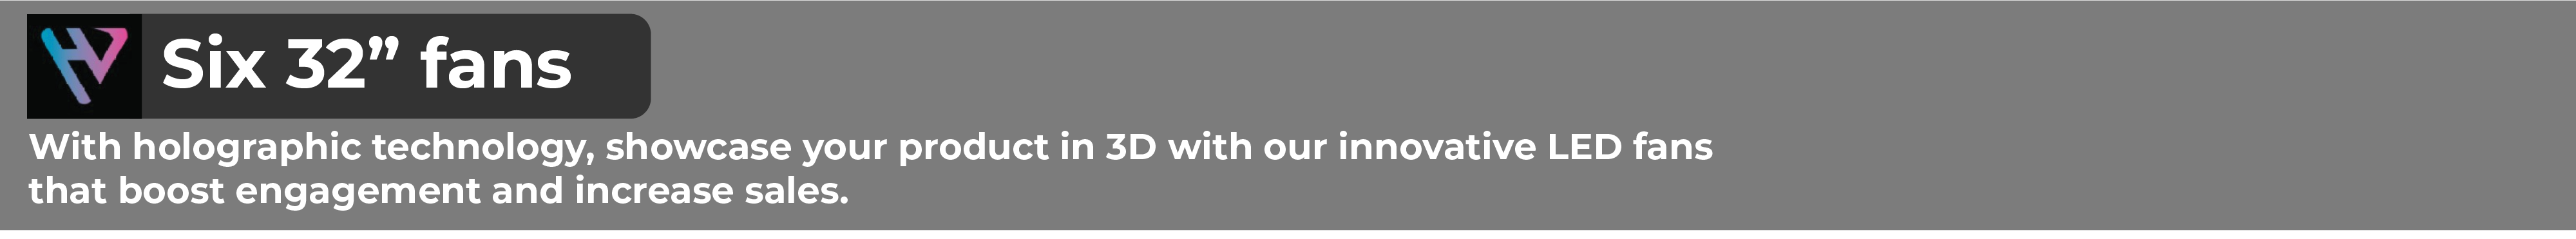 Six 32” fans
With holographic technology, showcase your product in 3D with our innovative LED fans
that boost engagement and increase sales.